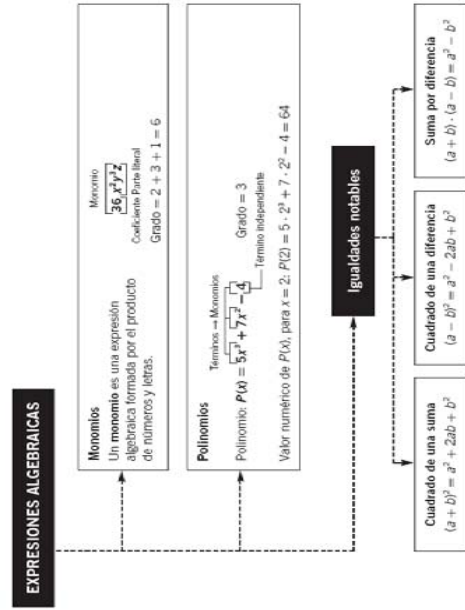 EXPRESIONES ALGEBRAICAS
Monomios
Un monomio es una expresión
algebraica formada por el producto
de números y letras.
Monomio
36 x²y³z
Coeficiente Parte literal
Grado = 2 + 3 + 1 = 6
Polinomios
Términos → Monomios
Polinomio: P(x) = 5x³ + 7x² − 4
Grado = 3
Término independiente
Valor numérico de P(x), para x = 2: P(2) = 5 · 2³ + 7 · 2² − 4 = 64
Igualdades notables
Cuadrado de una suma
(a + b)² = a² + 2ab + b²
Cuadrado de una diferencia
(a − b)² = a² − 2ab + b²
Suma por diferencia
(a + b) · (a − b) = a² − b²